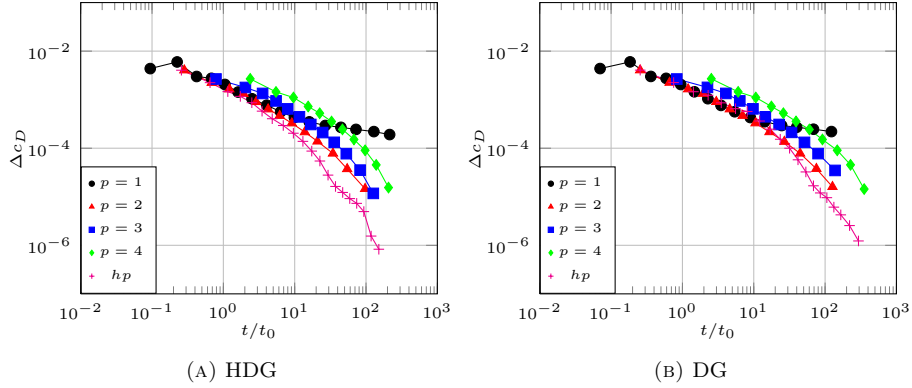 10^{-2}
10^{-4}
10^{-6}
Δc_D
p = 1
p = 2
p = 3
p = 4
hp
10^{-2} 10^{-1} 10^{0} 10^{1} 10^{2} 10^{3}
t/t_0
(A) HDG
10^{-2}
10^{-4}
10^{-6}
Δc_D
p = 1
p = 2
p = 3
p = 4
hp
10^{-2} 10^{-1} 10^{0} 10^{1} 10^{2} 10^{3}
t/t_0
(B) DG